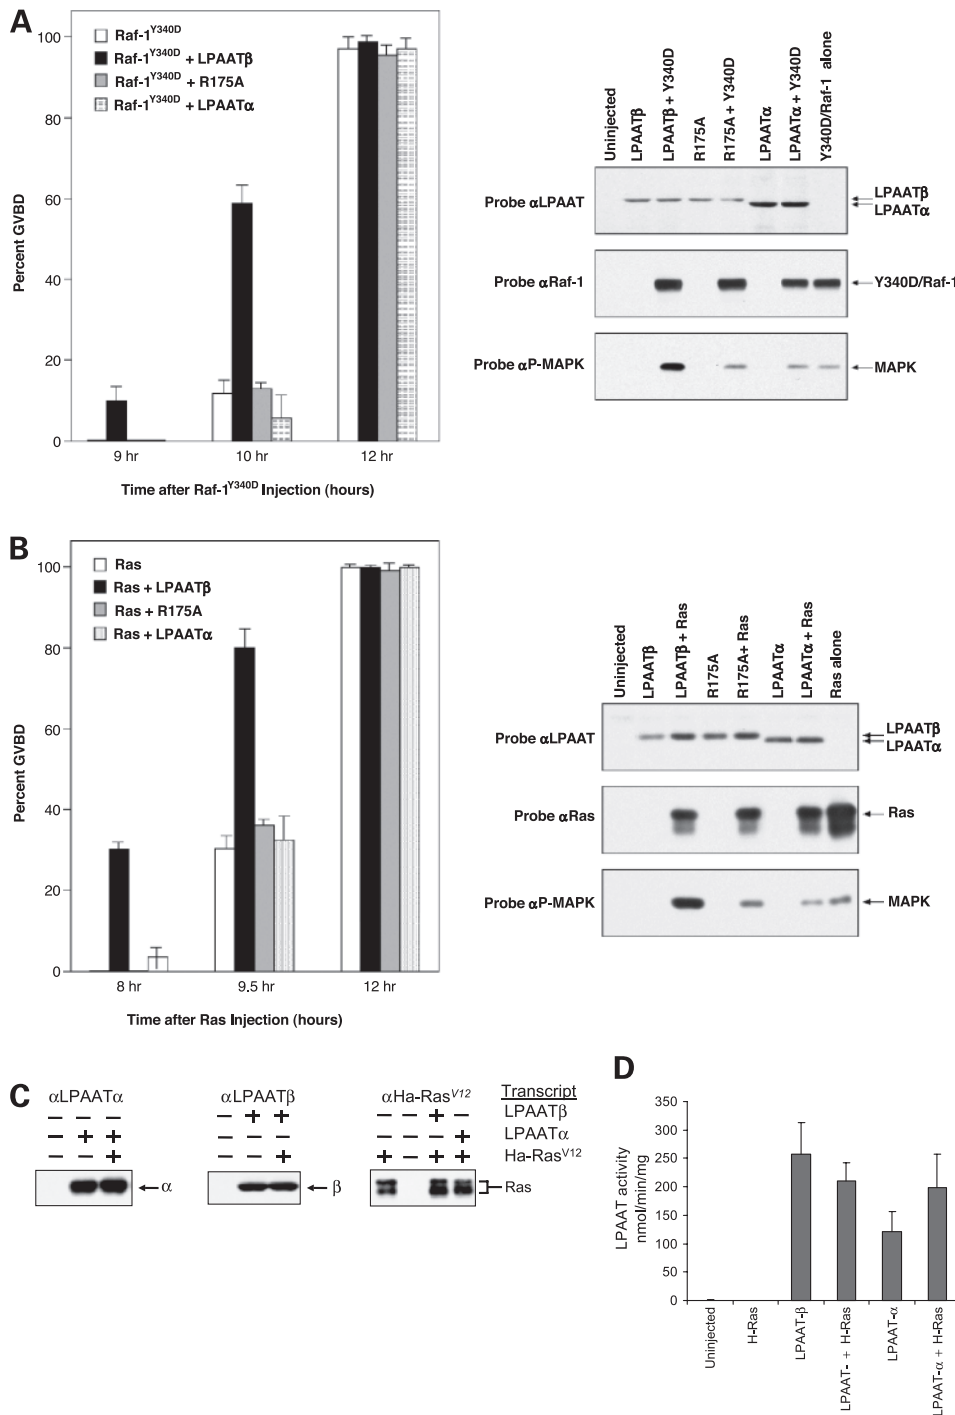 A
100
80
60
40
20
0
Percent GVBD
Raf-1Y340D
Raf-1Y340D + LPAATβ
Raf-1Y340D + R175A
Raf-1Y340D + LPAATα
9 hr
10 hr
12 hr
Time after Raf-1Y340D Injection (hours)
Uninjected
LPAATβ
LPAATβ + Y340D
R175A
R175A + Y340D
LPAATα
LPAATα + Y340D
Y340D/Raf-1 alone
Probe αLPAAT
LPAATβ
LPAATα
Probe αRaf-1
Y340D/Raf-1
Probe αP-MAPK
MAPK
B
100
80
60
40
20
0
Percent GVBD
Ras
Ras + LPAATβ
Ras + R175A
Ras + LPAATα
8 hr
9.5 hr
12 hr
Time after Ras Injection (hours)
Uninjected
LPAATβ
LPAATβ + Ras
R175A
R175A+ Ras
LPAATα
LPAATα + Ras
Ras alone
Probe αLPAAT
LPAATβ
LPAATα
Probe αRas
Ras
Probe αP-MAPK
MAPK
C
αLPAATα
αLPAATβ
αHa-RasV12
Transcript
– – –
– + +
– – + –
LPAATβ
– + +
– – –
– – – +
LPAATα
– – +
– – +
+ – + +
Ha-RasV12
α
β
Ras
D
350
300
250
200
150
100
50
0
LPAAT activity
nmol/min/mg
Uninjected
H-Ras
LPAAT-β
LPAAT- + H-Ras
LPAAT-α
LPAAT-α + H-Ras